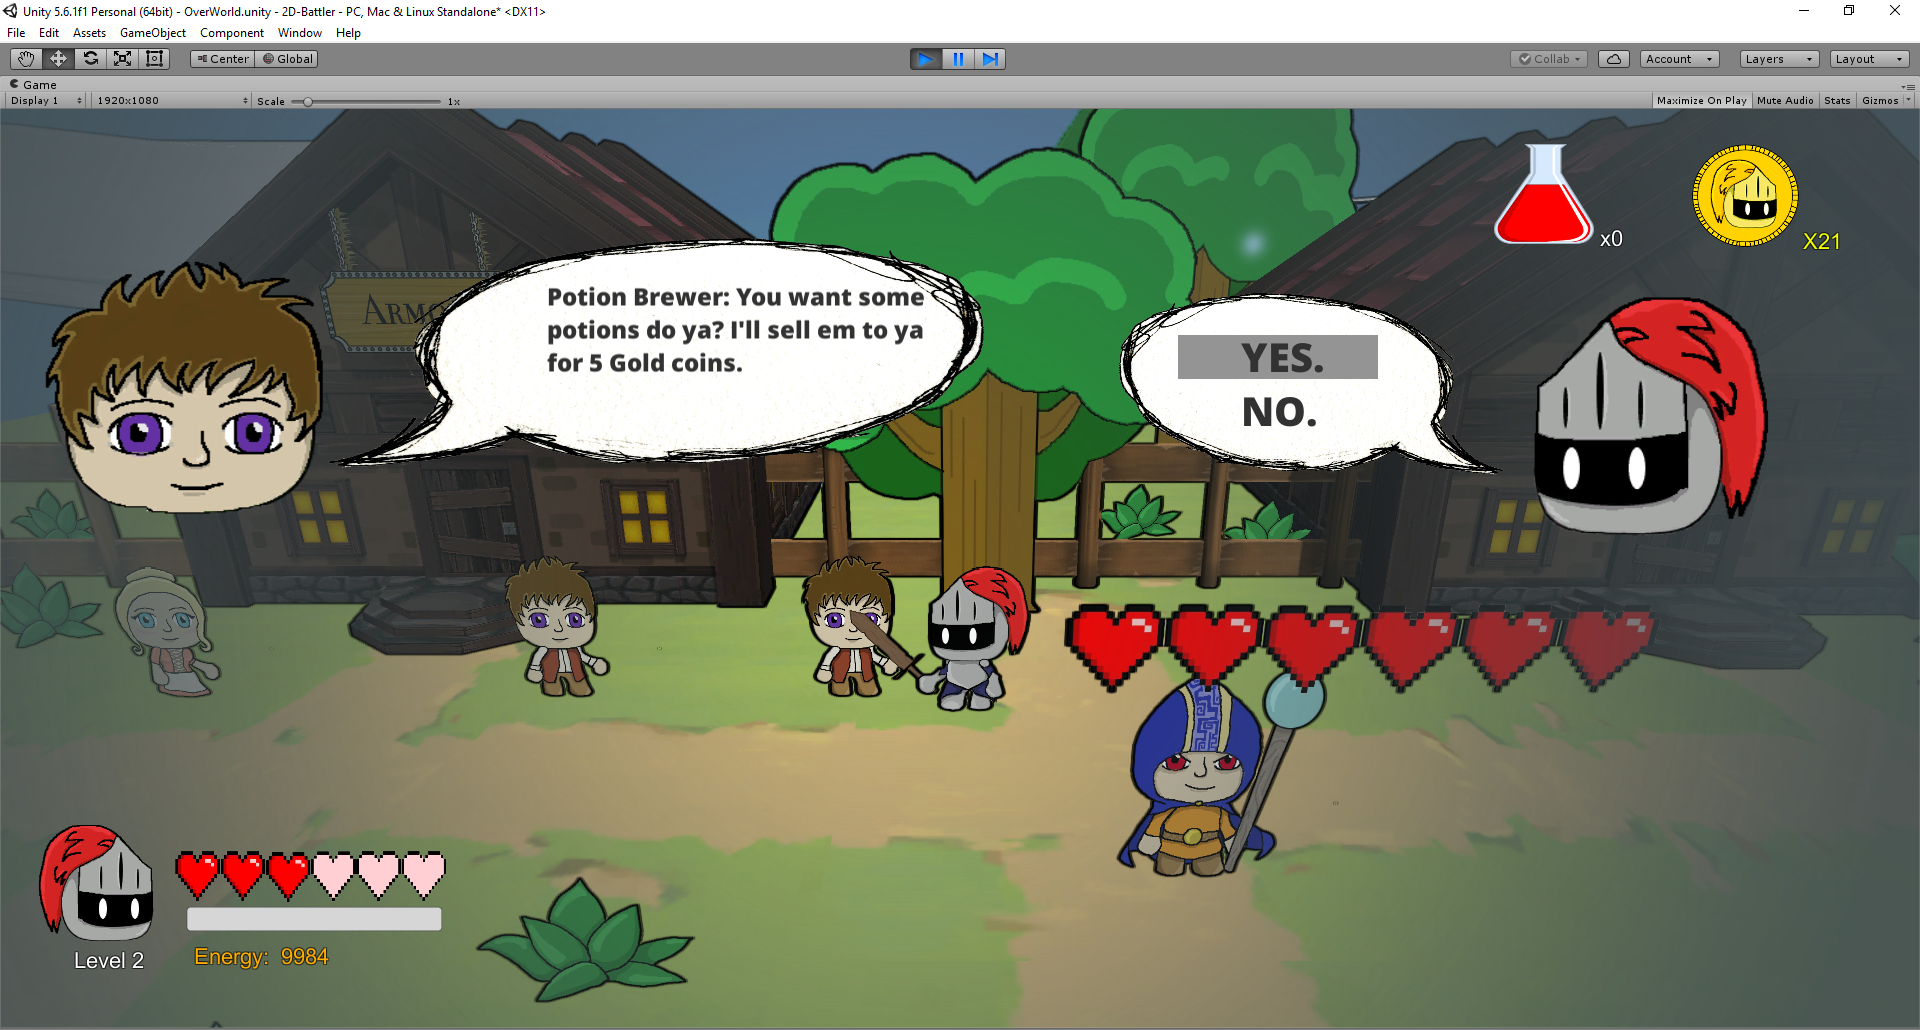 Unity 5.6.1f1 Personal (64bit) - OverWorld.unity - 2D-Battler - PC, Mac & Linux Standalone* <DX11>
File Edit Assets GameObject Component Window Help
Center Global Collab Account Layers Layout
Game
Display 1 1920x1080 Scale 1x Maximize On Play Mute Audio Stats Gizmos
x0
X21
Armo
Potion Brewer: You want some
potions do ya? I'll sell em to ya
for 5 Gold coins.
YES.
NO.
Level 2
Energy: 9984